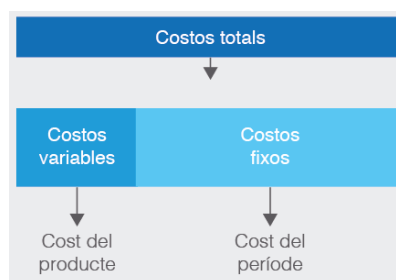 Costos totals
Costos
variables
Costos
fixos
Cost del
producte
Cost del
període